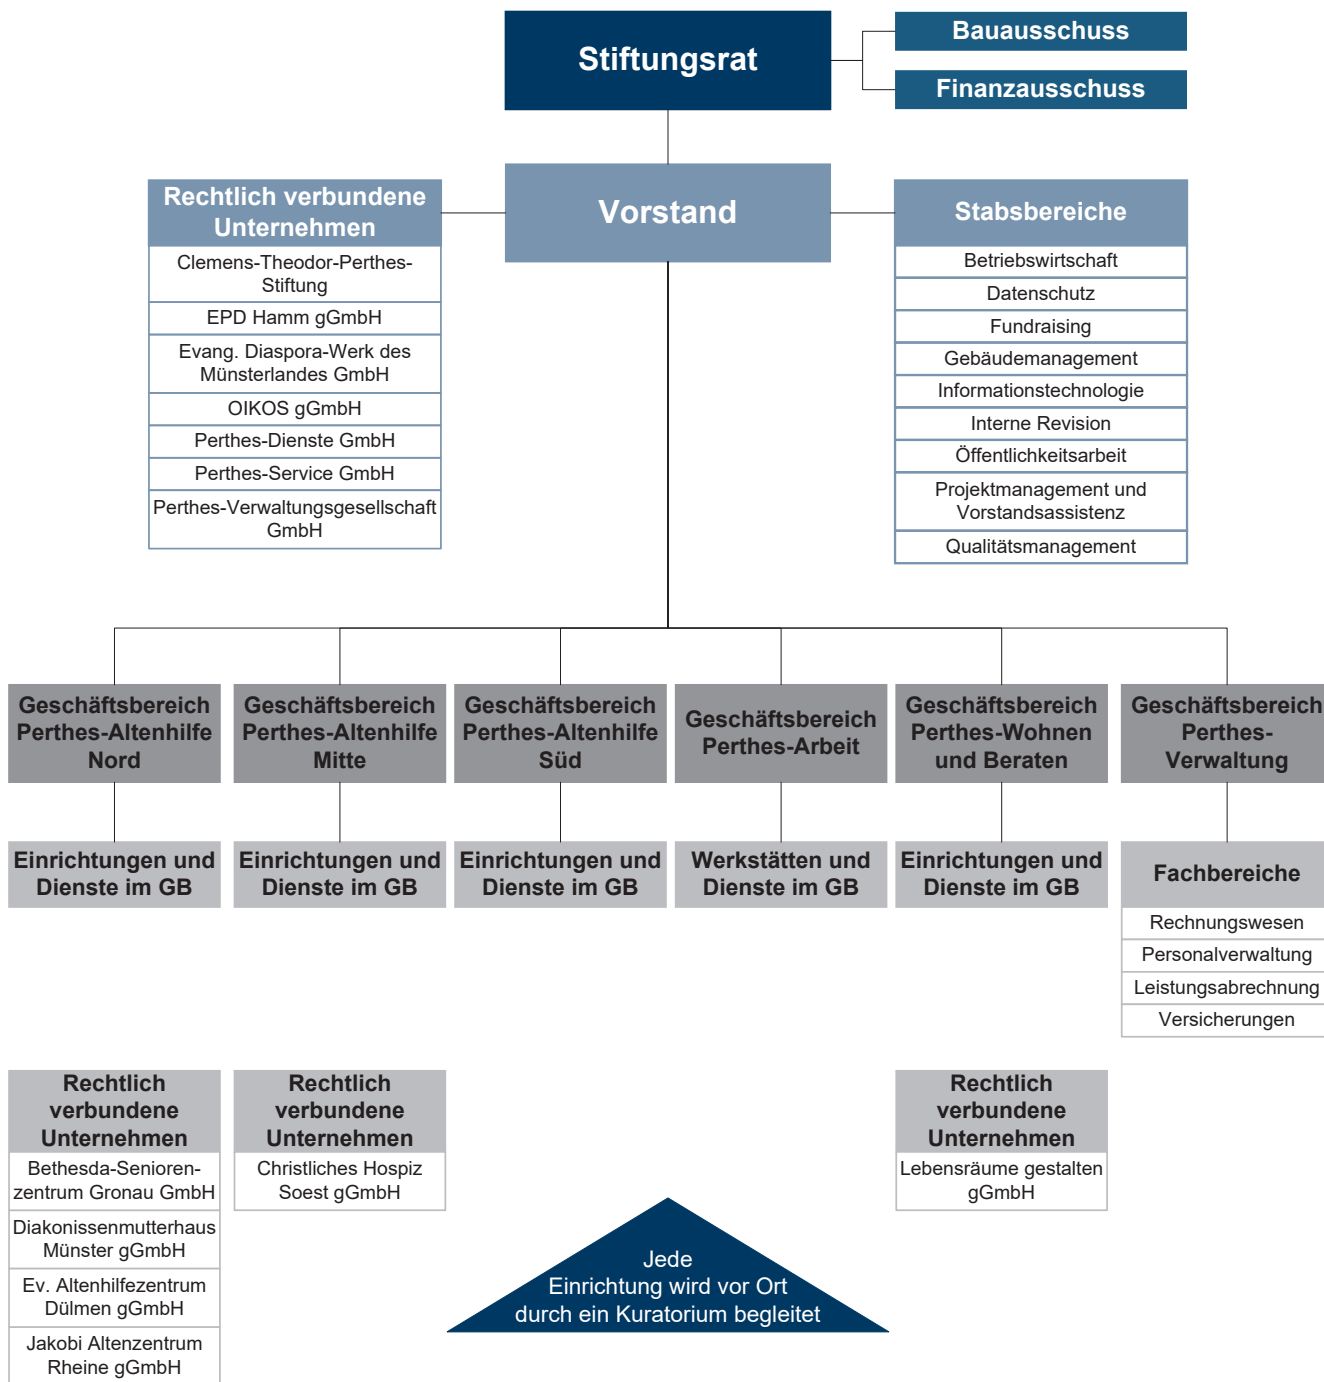 Stiftungsrat
Bauausschuss
Finanzausschuss
Rechtlich verbundene
Unternehmen
Clemens-Theodor-Perthes-
Stiftung
EPD Hamm gGmbH
Evang. Diaspora-Werk des
Münsterlandes GmbH
OIKOS gGmbH
Perthes-Dienste GmbH
Perthes-Service GmbH
Perthes-Verwaltungsgesellschaft
GmbH
Vorstand
Stabsbereiche
Betriebswirtschaft
Datenschutz
Fundraising
Gebäudemanagement
Informationstechnologie
Interne Revision
Öffentlichkeitsarbeit
Projektmanagement und
Vorstandsassistenz
Qualitätsmanagement
Geschäftsbereich
Perthes-Altenhilfe
Nord
Geschäftsbereich
Perthes-Altenhilfe
Mitte
Geschäftsbereich
Perthes-Altenhilfe
Süd
Geschäftsbereich
Perthes-Arbeit
Geschäftsbereich
Perthes-Wohnen
und Beraten
Geschäftsbereich
Perthes-
Verwaltung
Einrichtungen und
Dienste im GB
Einrichtungen und
Dienste im GB
Einrichtungen und
Dienste im GB
Werkstätten und
Dienste im GB
Einrichtungen und
Dienste im GB
Fachbereiche
Rechnungswesen
Personalverwaltung
Leistungsabrechnung
Versicherungen
Rechtlich
verbundene
Unternehmen
Bethesda-Senioren-
zentrum Gronau GmbH
Diakonissenmutterhaus
Münster gGmbH
Ev. Altenhilfezentrum
Dülmen gGmbH
Jakobi Altenzentrum
Rheine gGmbH
Rechtlich
verbundene
Unternehmen
Christliches Hospiz
Soest gGmbH
Rechtlich
verbundene
Unternehmen
Lebensräume gestalten
gGmbH
Jede
Einrichtung wird vor Ort
durch ein Kuratorium begleitet